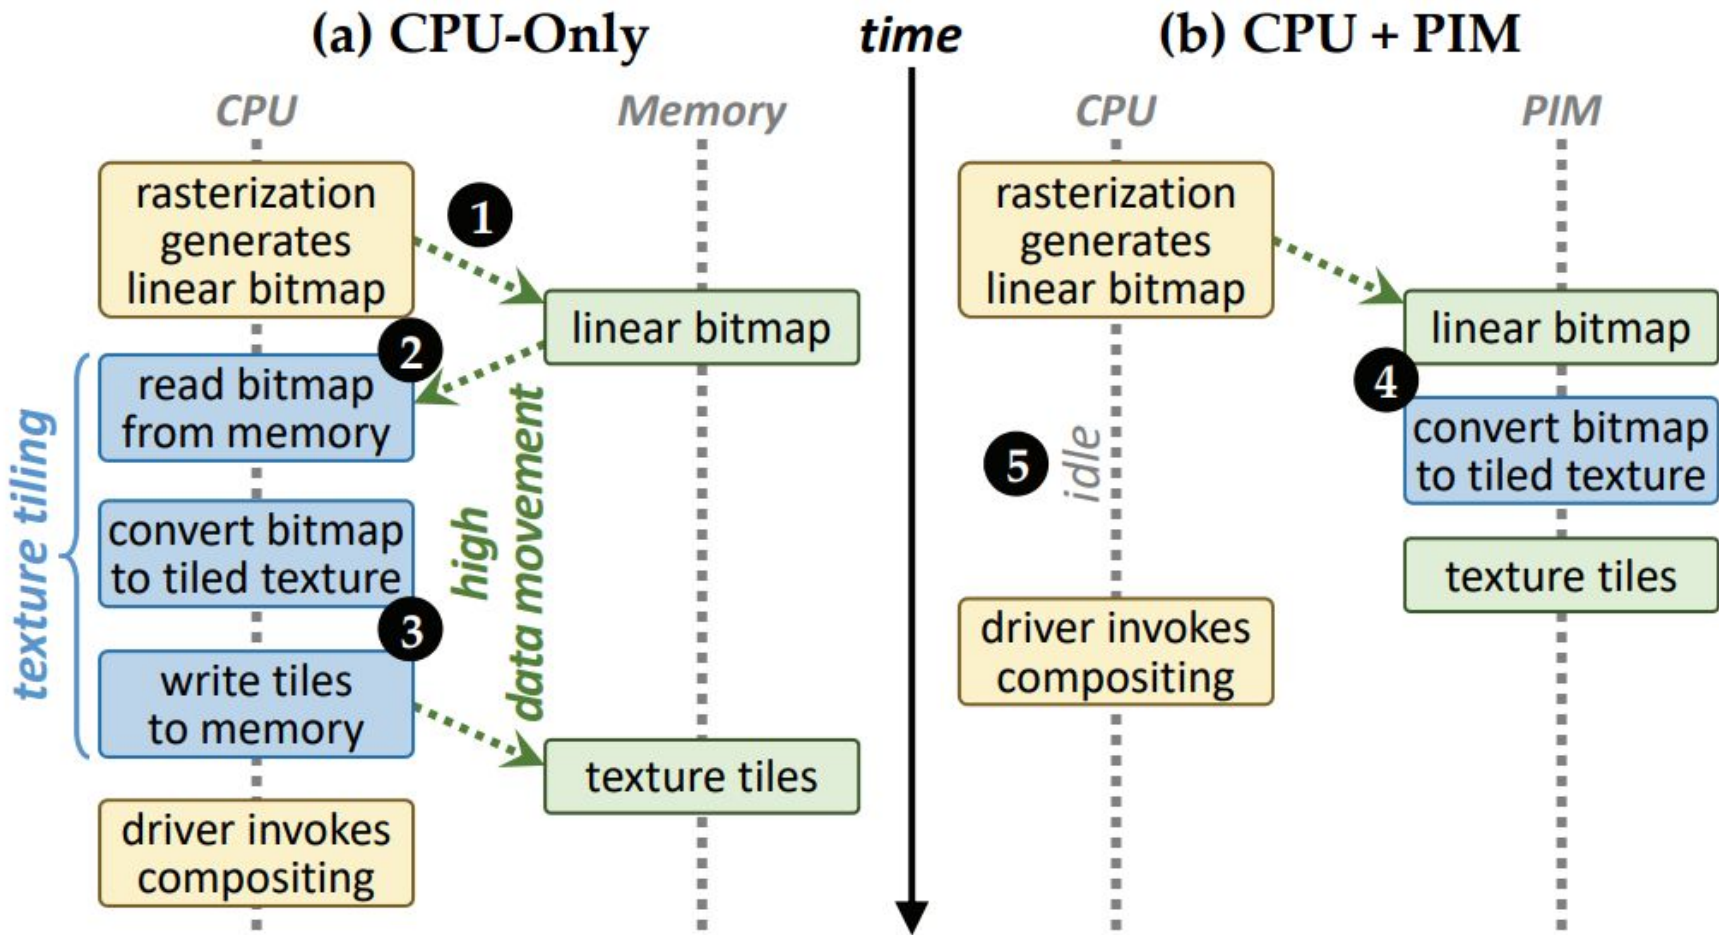 (a) CPU-Only
time
(b) CPU + PIM
CPU
Memory
rasterization
generates
linear bitmap
1
linear bitmap
2
read bitmap
from memory
texture tiling
convert bitmap
to tiled texture
high
data movement
3
write tiles
to memory
texture tiles
driver invokes
compositing
CPU
PIM
rasterization
generates
linear bitmap
linear bitmap
4
convert bitmap
to tiled texture
5
idle
texture tiles
driver invokes
compositing